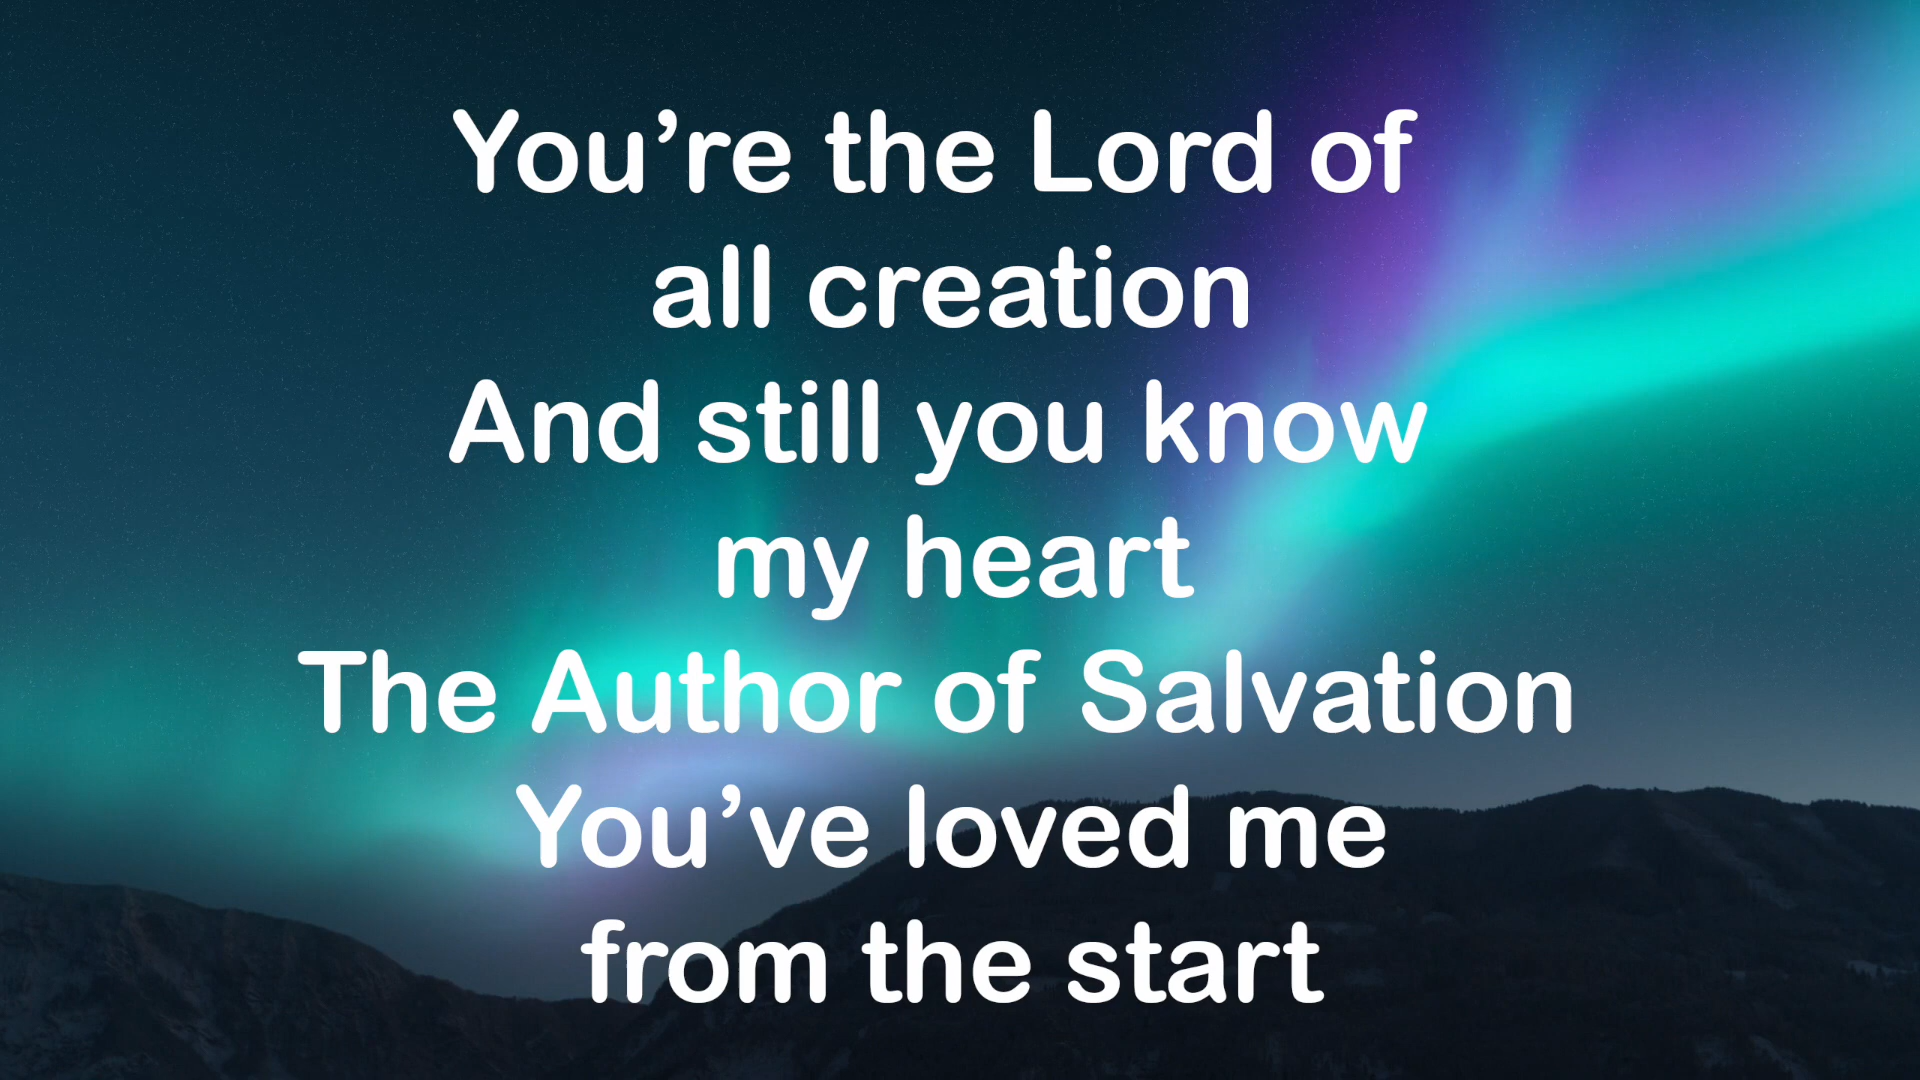 You’re the Lord of
all creation
And still you know
my heart
The Author of Salvation
You’ve loved me
from the start